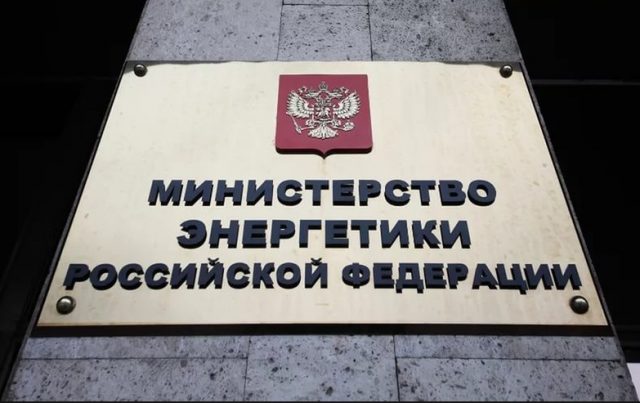 МИНИСТЕРСТВО
ЭНЕРГЕТИКИ
РОССИЙСКОЙ ФЕДЕРАЦИИ